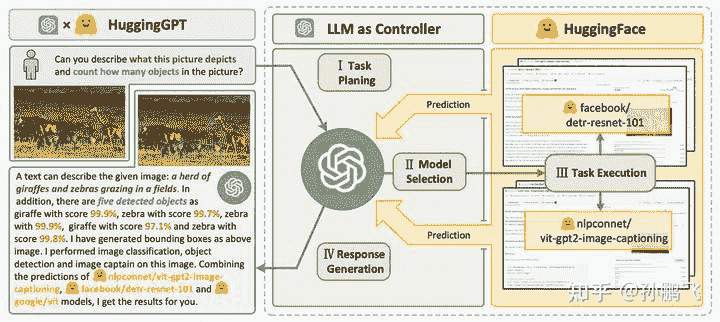 × HuggingGPT
Can you describe what this picture depicts
and count how many objects in the picture?
A text can describe the given image: a herd of
giraffes and zebras grazing in a fields. In
addition, there are five detected objects as
giraffe with score 99.9%, zebra with score 99.7%, zebra
with 99.9%, giraffe with score 97.1% and zebra with
score 99.8%. I have generated bounding boxes as above
image. I performed image classification, object
detection and image captain on this image. Combining
the predictions of nlpconnet/vit-gpt2-image-
captioning, facebook/detr-resnet-101 and
google/vit models, I get the results for you.
LLM as Controller
I Task
Planing
II Model
Selection
IV Response
Generation
HuggingFace
Prediction
facebook/
detr-resnet-101
III Task Execution
Prediction
nlpconnet/
vit-gpt2-image-captioning
知乎 @孙鹏飞